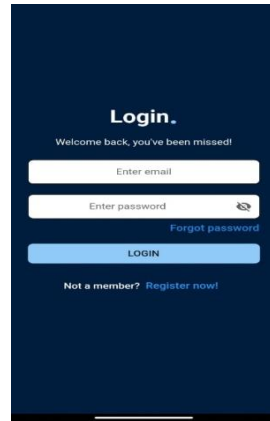 Login.
Welcome back, you've been missed!
Enter email
Enter password
Forgot password
LOGIN
Not a member? Register now!